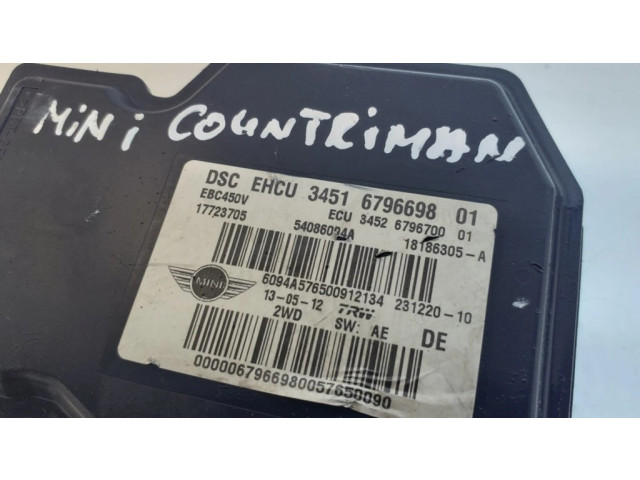 MiNi COUNTRiMAN
DSC EHCU 3451 6796698 01
EBC450V ECU 3452 6796700 01
17723705 54086094A 18186305-A
MINI
6094A576500912134 231220-10
13-05-12 TRW
2WD SW: AE DE
00000679669800576500090